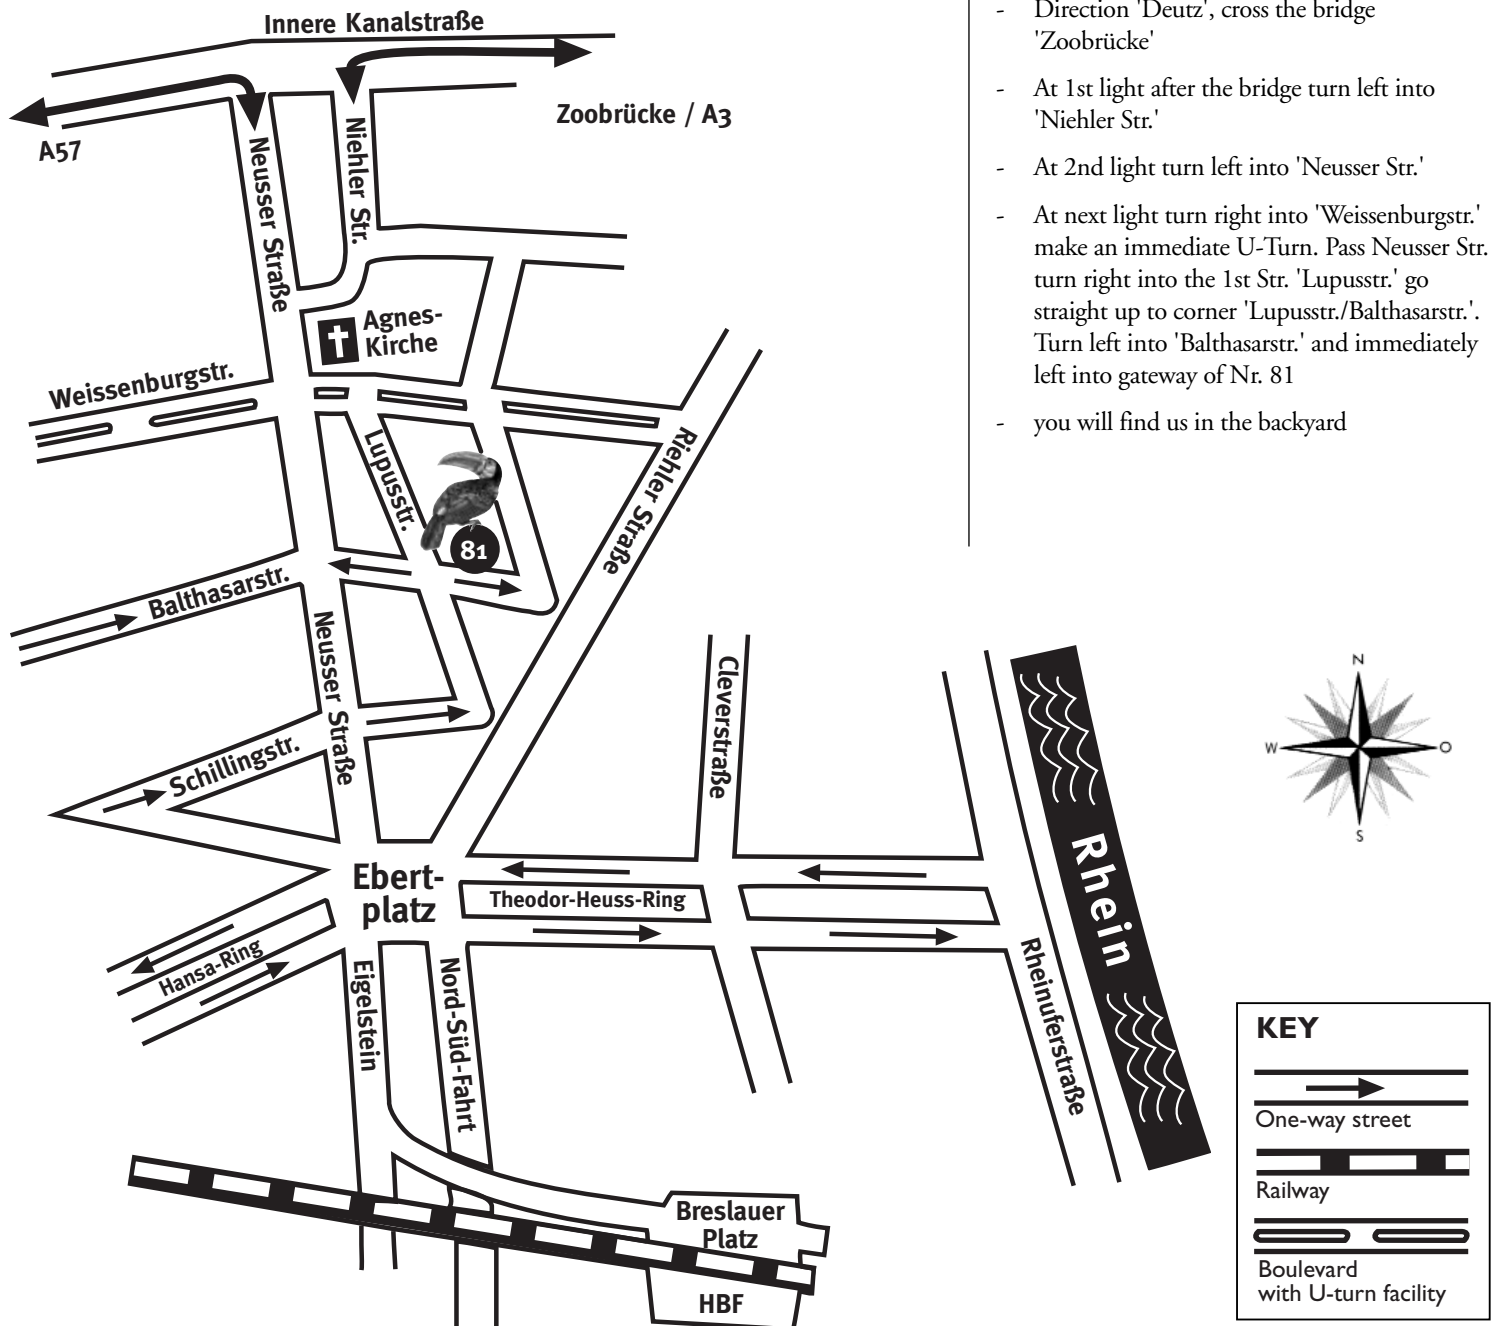 Innere Kanalstraße
A57
Zoobrücke / A3
Neusser Straße
Niehler Str.
Agnes-
Kirche
Weissenburgstr.
Lupusstr.
81
Riehler Straße
Balthasarstr.
Neusser Straße
Schillingstr.
Cleverstraße
Ebert-
platz
Theodor-Heuss-Ring
Hansa-Ring
Eigelstein
Nord-Süd-Fahrt
Rheinuferstraße
Rhein
Breslauer
Platz
HBF
- Direction 'Deutz', cross the bridge
'Zoobrücke'
- At 1st light after the bridge turn left into
'Niehler Str.'
- At 2nd light turn left into 'Neusser Str.'
- At next light turn right into 'Weissenburgstr.'
make an immediate U-Turn. Pass Neusser Str.
turn right into the 1st Str. 'Lupusstr.' go
straight up to corner 'Lupusstr./Balthasarstr.'.
Turn left into 'Balthasarstr.' and immediately
left into gateway of Nr. 81
- you will find us in the backyard
N
W
O
S
KEY
One-way street
Railway
Boulevard
with U-turn facility